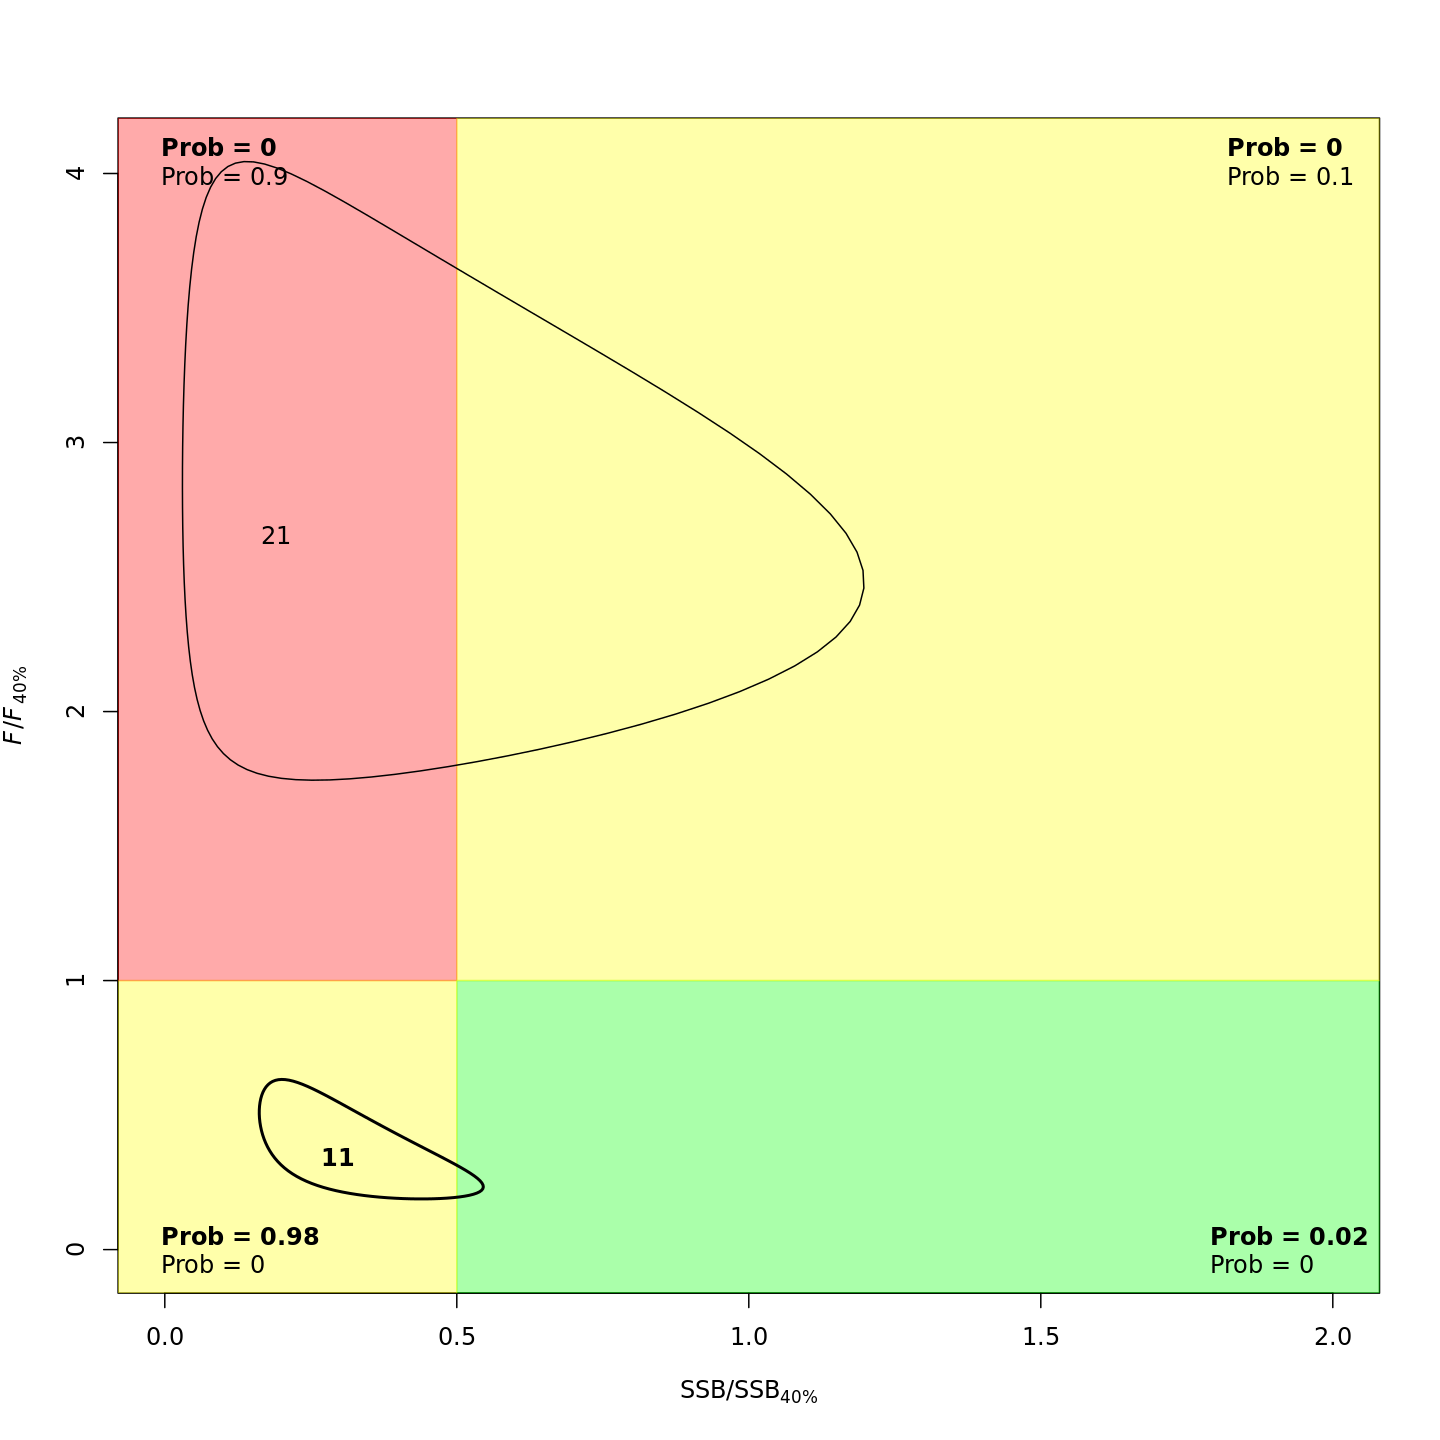 Prob = 0
Prob = 0.9
Prob = 0
Prob = 0.1
4
3
21
2
F/F40%
1
11
Prob = 0.98
Prob = 0
Prob = 0.02
Prob = 0
0
0.0
0.5
1.0
1.5
2.0
SSB/SSB40%